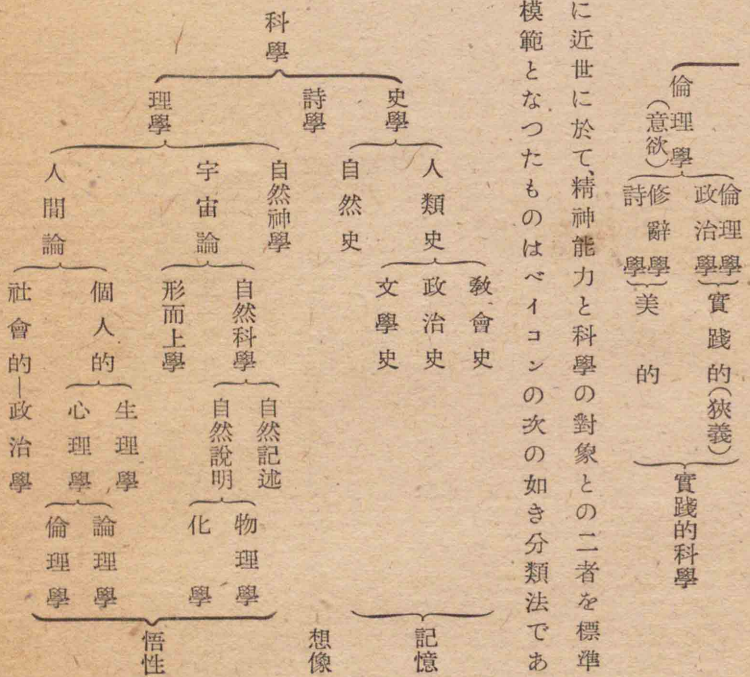 倫理學
(意欲)
倫理學
政治學
實踐的(狹義)
修辭學
詩學
美的
實踐的科學
に近世に於て、精神能力と科學の對象との二者を標準
模範となつたものはベイコンの次の如き分類法であ
科學
史學
人類史
敎會史
政治史
文學史
自然史
記憶
詩學
想像
理學
自然神學
宇宙論
自然科學
自然記述
自然說明
物理學
化學
形而上學
人間論
個人的
生理學
心理學
論理學
倫理學
社會的—政治學
悟性